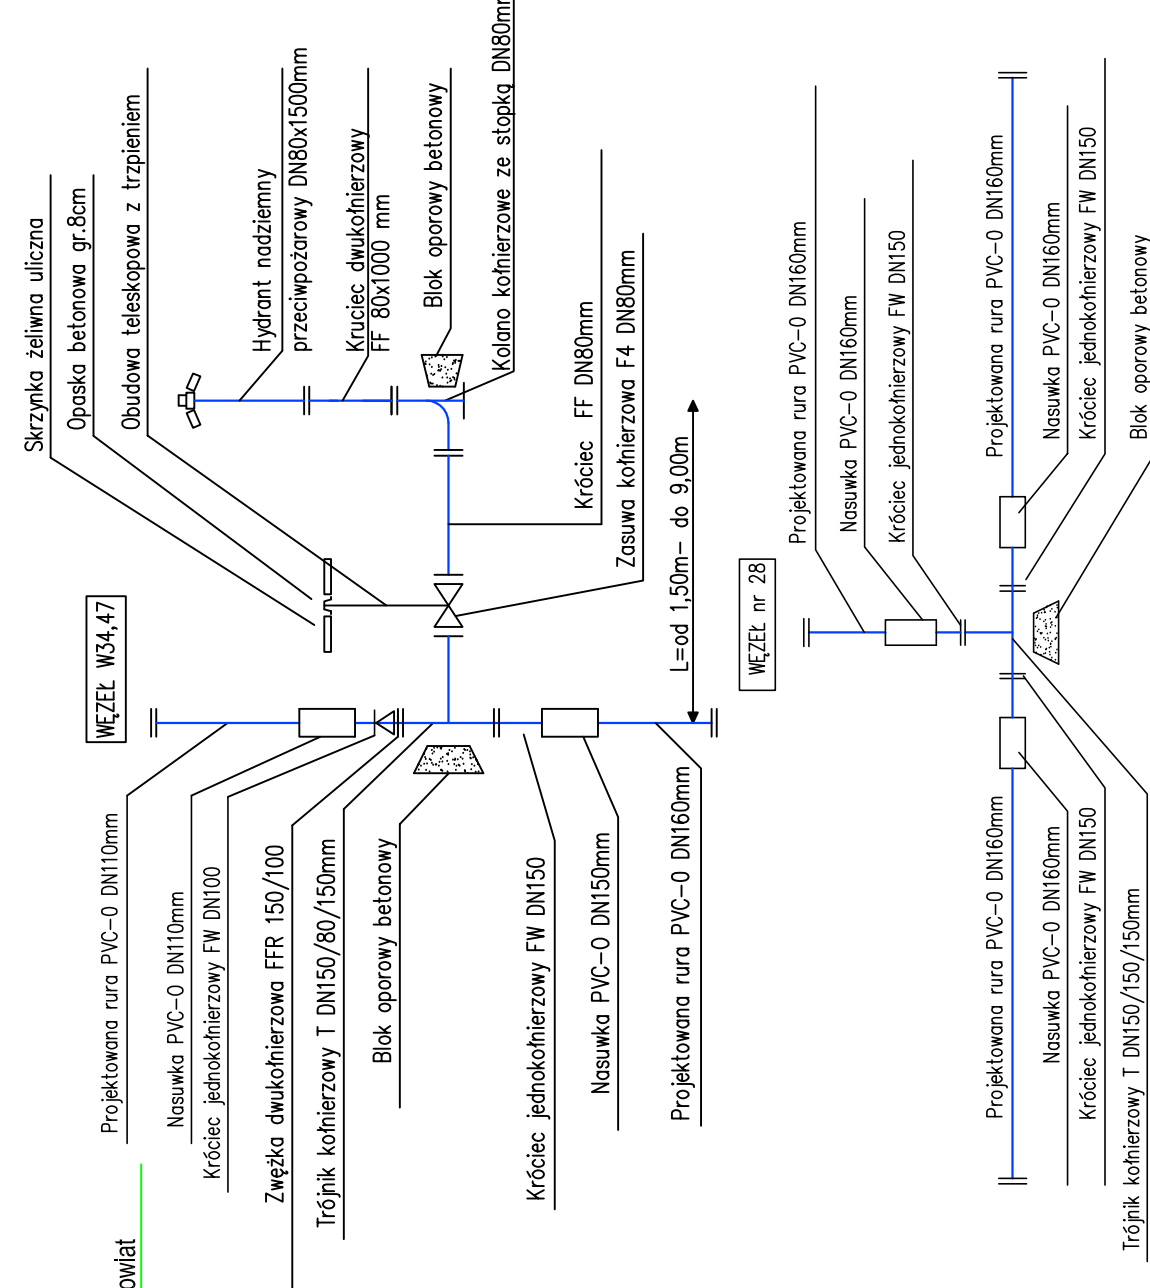 WĘZEŁ W34,47
Skrzynka żeliwna uliczna
Opaska betonowa gr.8cm
Obudowa teleskopowa z trzpieniem
Hydrant nadziemny
przeciwpożarowy DN80x1500mm
Kruciec dwukołnierzowy
FF 80x1000 mm
Blok oporowy betonowy
Kolano kołnierzowe ze stopką DN80mm
Króciec FF DN80mm
Zasuwa kołnierzowa F4 DN80mm
L=od 1,50m- do 9,00m
Projektowana rura PVC-O DN110mm
Nasuwka PVC-O DN110mm
Króciec jednokołnierzowy FW DN100
Zwężka dwukołnierzowa FFR 150/100
Trójnik kołnierzowy T DN150/80/150mm
Blok oporowy betonowy
Króciec jednokołnierzowy FW DN150
Nasuwka PVC-O DN150mm
Projektowana rura PVC-O DN160mm
owiat
WĘZEŁ nr 28
Projektowana rura PVC-O DN160mm
Nasuwka PVC-O DN160mm
Króciec jednokołnierzowy FW DN150
Projektowana rura PVC-O DN160mm
Nasuwka PVC-O DN160mm
Króciec jednokołnierzowy FW DN150
Blok oporowy betonowy
Projektowana rura PVC-O DN160mm
Nasuwka PVC-O DN160mm
Króciec jednokołnierzowy FW DN150
Trójnik kołnierzowy T DN150/150/150mm